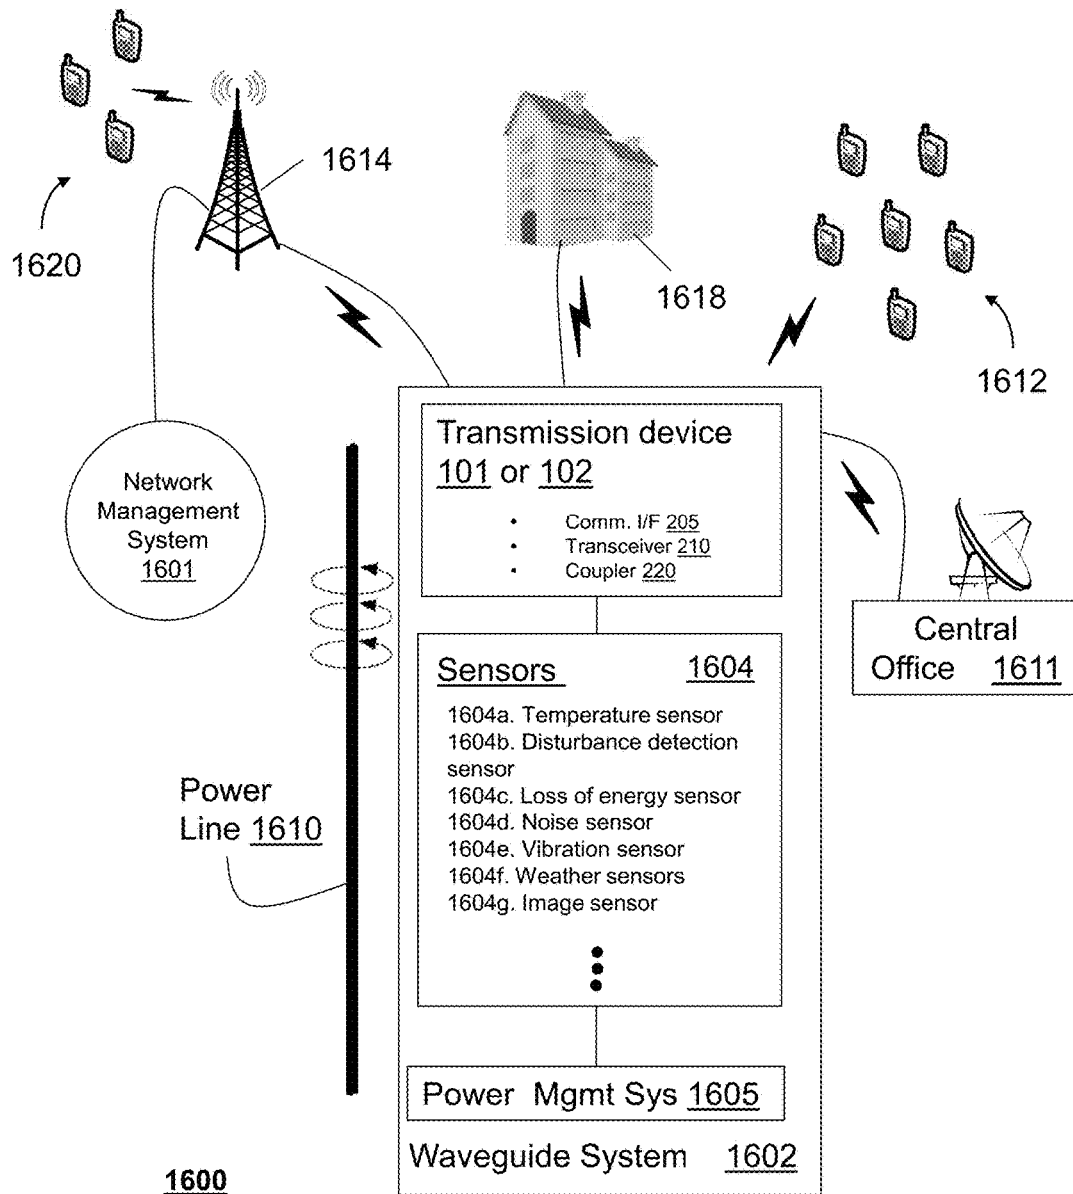 1614
1620
1618
1612
Transmission device
101 or 102
• Comm. I/F 205
• Transceiver 210
• Coupler 220
Network
Management
System
1601
Central
Office 1611
Sensors 1604
1604a. Temperature sensor
1604b. Disturbance detection
sensor
1604c. Loss of energy sensor
1604d. Noise sensor
1604e. Vibration sensor
1604f. Weather sensors
1604g. Image sensor
Power
Line 1610
Power Mgmt Sys 1605
Waveguide System 1602
1600